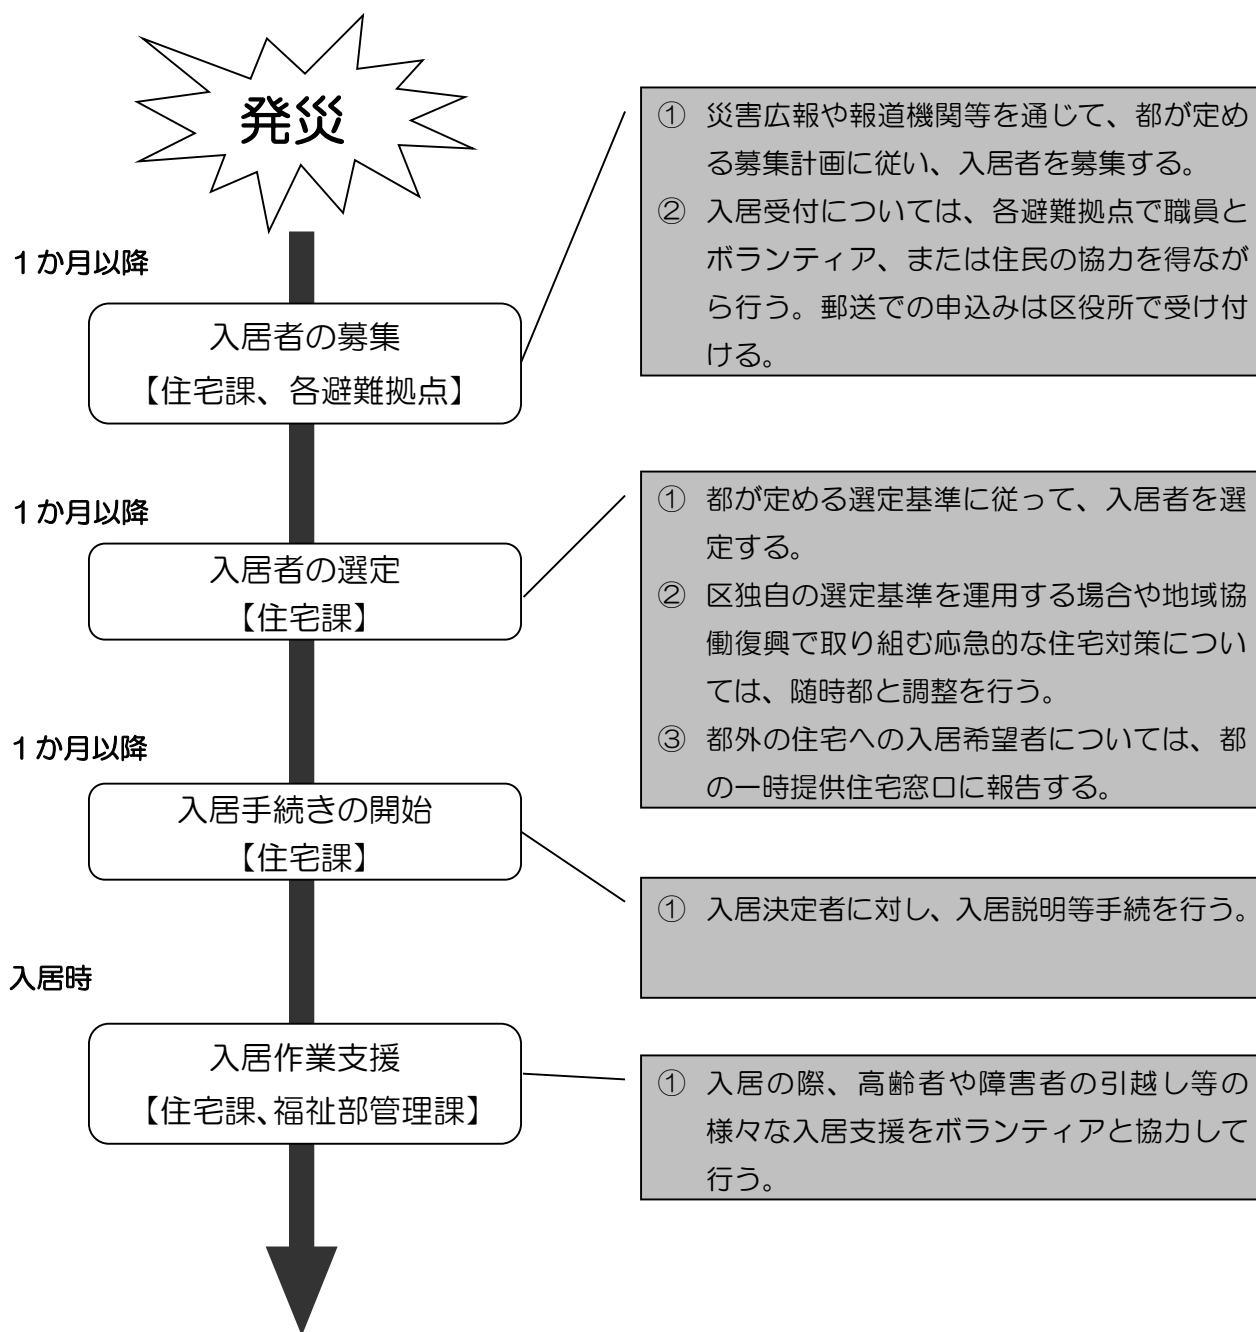 発災
１か月以降
入居者の募集
【住宅課、各避難拠点】
① 災害広報や報道機関等を通じて、都が定め
る募集計画に従い、入居者を募集する。
② 入居受付については、各避難拠点で職員と
ボランティア、または住民の協力を得なが
ら行う。郵送での申込みは区役所で受け付
ける。
１か月以降
入居者の選定
【住宅課】
① 都が定める選定基準に従って、入居者を選
定する。
② 区独自の選定基準を運用する場合や地域協
働復興で取り組む応急的な住宅対策につい
ては、随時都と調整を行う。
③ 都外の住宅への入居希望者については、都
の一時提供住宅窓口に報告する。
１か月以降
入居手続きの開始
【住宅課】
① 入居決定者に対し、入居説明等手続を行う。
入居時
入居作業支援
【住宅課、福祉部管理課】
① 入居の際、高齢者や障害者の引越し等の
様々な入居支援をボランティアと協力して
行う。